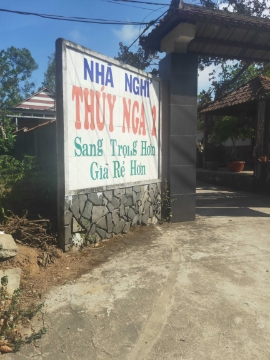 NHÀ NGHỈ
THÚY NGA 2
Sang Trọng Hơn
Giá Rẻ Hơn